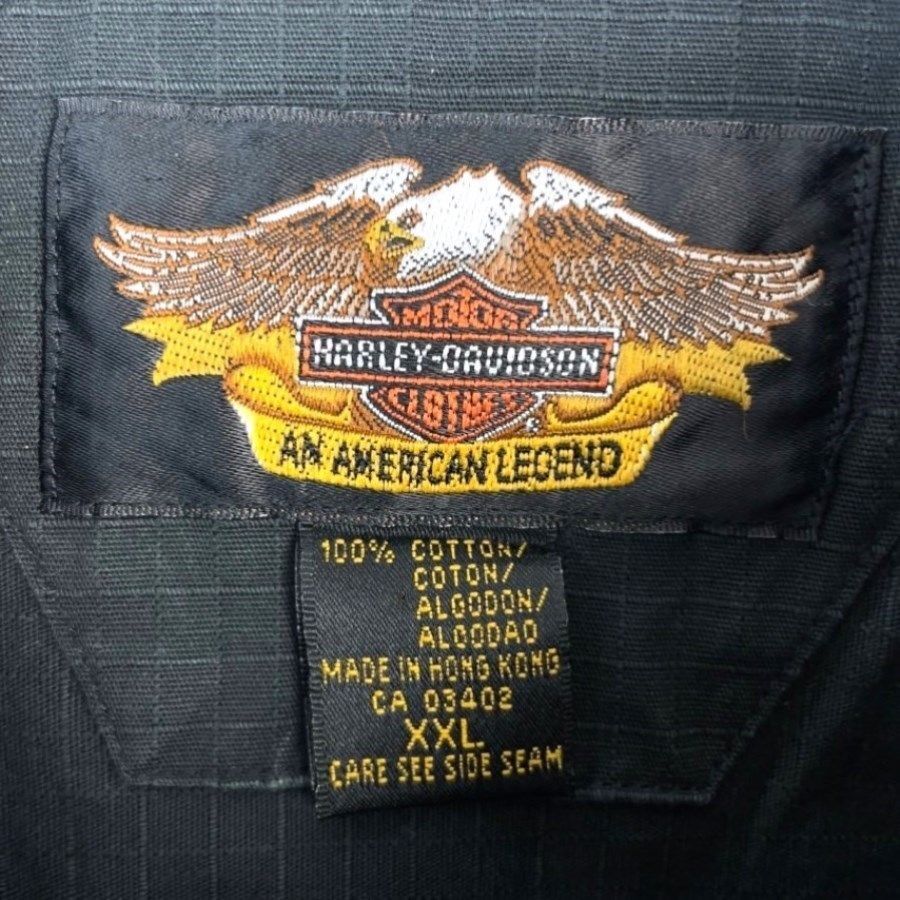 MOTOR
HARLEY-DAVIDSON
CLOTHES
®
AN AMERICAN LEGEND
100% COTTON/
COTON/
ALGODON/
ALGODAO
MADE IN HONG KONG
CA 03402
XXL
CARE SEE SIDE SEAM